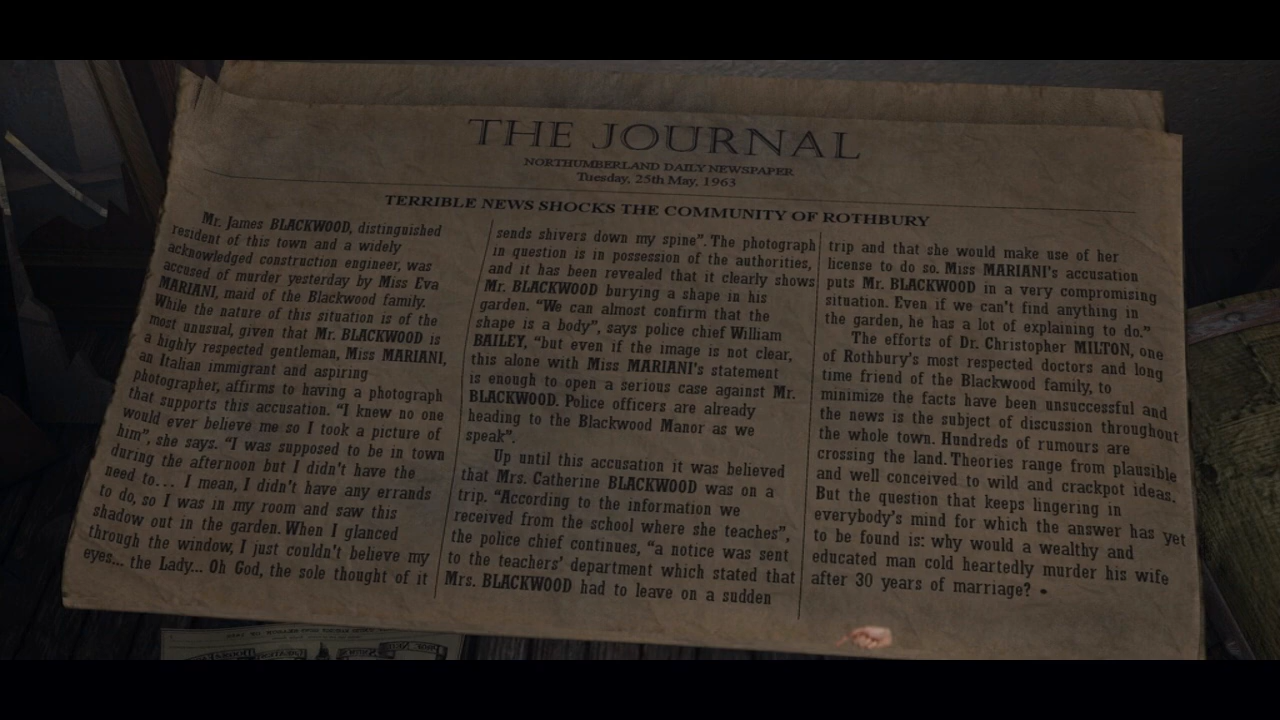 THE JOURNAL
NORTHUMBERLAND DAILY NEWSPAPER
Tuesday, 25th May, 1963
TERRIBLE NEWS SHOCKS THE COMMUNITY OF ROTHBURY
Mr. James BLACKWOOD, distinguished
resident of this town and a widely
acknowledged construction engineer, was
accused of murder yesterday by Miss Eva
MARIANI, maid of the Blackwood family.
While the nature of this situation is of the
most unusual, given that Mr. BLACKWOOD is
a highly respected gentleman, Miss MARIANI,
an Italian immigrant and aspiring
photographer, affirms to having a photograph
that supports this accusation. “I knew no one
would ever believe me so I took a picture of
him”, she says. “I was supposed to be in town
during the afternoon but I didn't have the
need to... I mean, I didn't have any errands
to do, so I was in my room and saw this
shadow out in the garden. When I glanced
through the window, I just couldn't believe my
eyes... the Lady... Oh God, the sole thought of it
sends shivers down my spine”. The photograph
in question is in possession of the authorities,
and it has been revealed that it clearly shows
Mr. BLACKWOOD burying a shape in his
garden. “We can almost confirm that the
shape is a body”, says police chief William
BAILEY, “but even if the image is not clear,
this alone with Miss MARIANI's statement
is enough to open a serious case against Mr.
BLACKWOOD. Police officers are already
heading to the Blackwood Manor as we
speak”.
Up until this accusation it was believed
that Mrs. Catherine BLACKWOOD was on a
trip. “According to the information we
received from the school where she teaches”,
the police chief continues, “a notice was sent
to the teachers' department which stated that
Mrs. BLACKWOOD had to leave on a sudden
trip and that she would make use of her
license to do so. Miss MARIANI's accusation
puts Mr. BLACKWOOD in a very compromising
situation. Even if we can't find anything in
the garden, he has a lot of explaining to do.”
The efforts of Dr. Christopher MILTON, one
of Rothbury's most respected doctors and long
time friend of the Blackwood family, to
minimize the facts have been unsuccessful and
the news is the subject of discussion throughout
the whole town. Hundreds of rumours are
crossing the land. Theories range from plausible
and well conceived to wild and crackpot ideas.
But the question that keeps lingering in
everybody's mind for which the answer has yet
to be found is: why would a wealthy and
educated man cold heartedly murder his wife
after 30 years of marriage? •